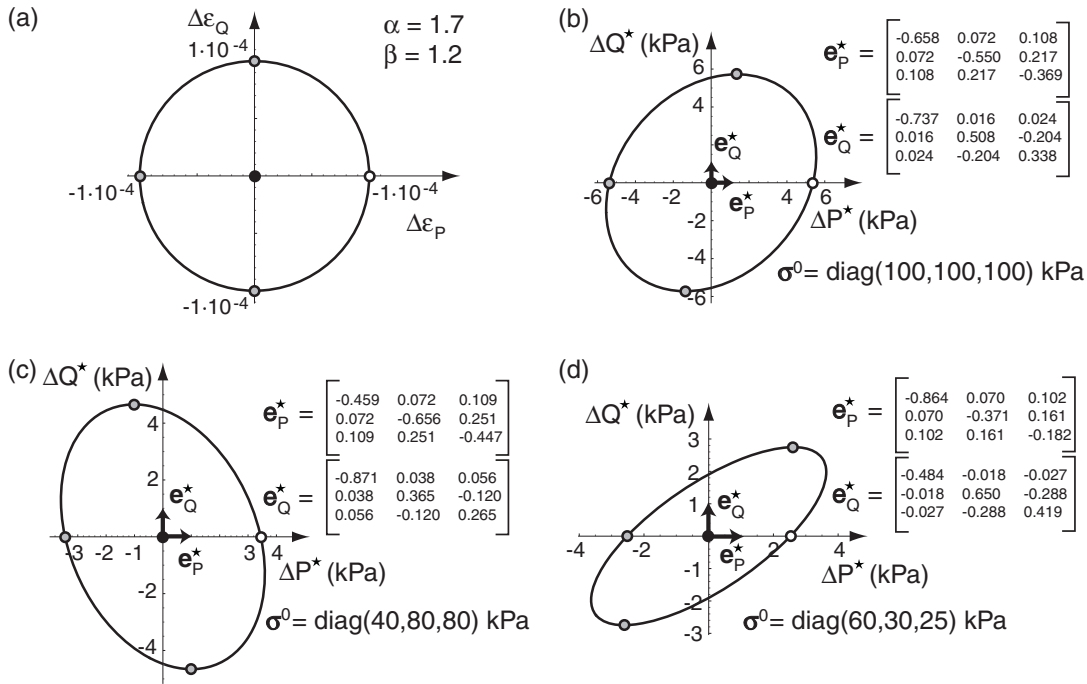 (a)
Δε_Q
1·10⁻⁴
α = 1.7
β = 1.2
-1·10⁻⁴
-1·10⁻⁴
Δε_P
-1·10⁻⁴
(b)
ΔQ★ (kPa)
6
4
2
-6
-4
-2
2
4
6
-2
-4
-6
e★_Q
e★_P
ΔP★ (kPa)
e★_P =
-0.658 0.072 0.108
0.072 -0.550 0.217
0.108 0.217 -0.369
e★_Q =
-0.737 0.016 0.024
0.016 0.508 -0.204
0.024 -0.204 0.338
σ⁰= diag(100,100,100) kPa
(c)
ΔQ★ (kPa)
4
2
-3 -2 -1
3 4
-2
-4
e★_Q
e★_P
ΔP★ (kPa)
e★_P =
-0.459 0.072 0.109
0.072 -0.656 0.251
0.109 0.251 -0.447
e★_Q =
-0.871 0.038 0.056
0.038 0.365 -0.120
0.056 -0.120 0.265
σ⁰= diag(40,80,80) kPa
(d)
ΔQ★ (kPa)
3
2
1
-4 -2
2 4
-1
-2
-3
e★_Q
e★_P
ΔP★ (kPa)
e★_P =
-0.864 0.070 0.102
0.070 -0.371 0.161
0.102 0.161 -0.182
e★_Q =
-0.484 -0.018 -0.027
-0.018 0.650 -0.288
-0.027 -0.288 0.419
σ⁰= diag(60,30,25) kPa